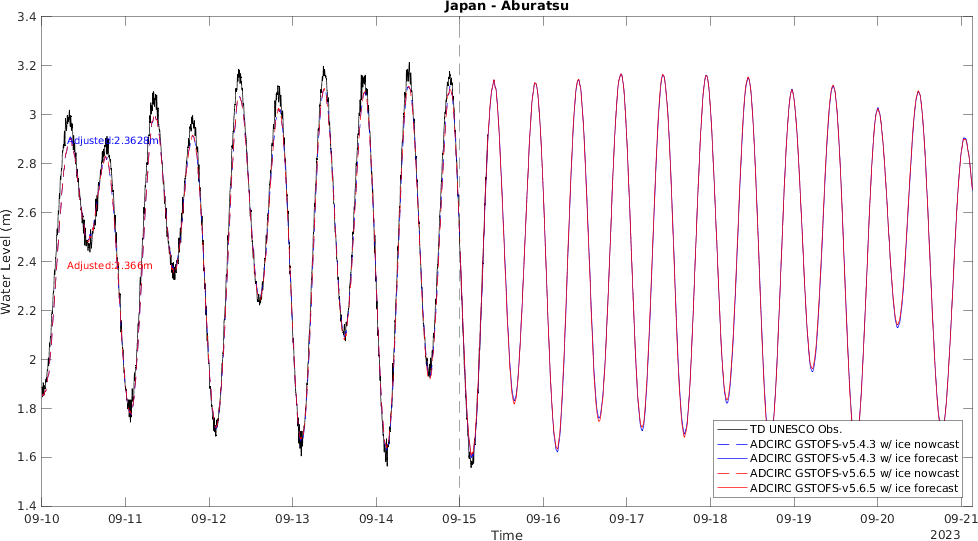 Japan - Aburatsu
3.4
3.2
3
2.8
2.6
2.4
2.2
2
1.8
1.6
1.4
Water Level (m)
Adjusted:2.3628m
Adjusted:2.366m
TD UNESCO Obs.
ADCIRC GSTOFS-v5.4.3 w/ ice nowcast
ADCIRC GSTOFS-v5.4.3 w/ ice forecast
ADCIRC GSTOFS-v5.6.5 w/ ice nowcast
ADCIRC GSTOFS-v5.6.5 w/ ice forecast
09-10 09-11 09-12 09-13 09-14 09-15 09-16 09-17 09-18 09-19 09-20 09-21
Time
2023